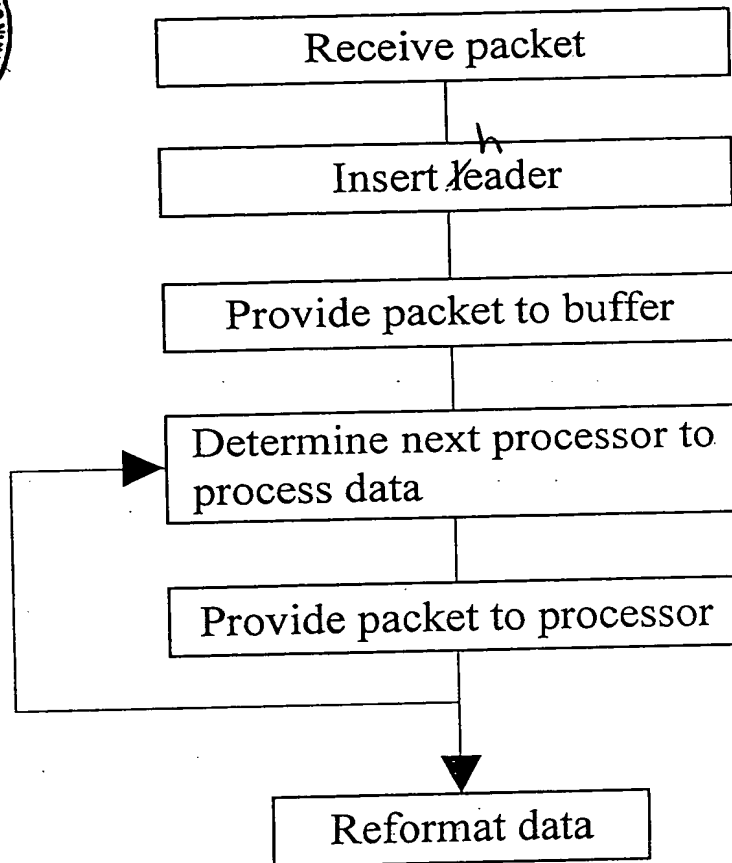 Receive packet
h
Insert leader
Provide packet to buffer
Determine next processor to
process data
Provide packet to processor
Reformat data